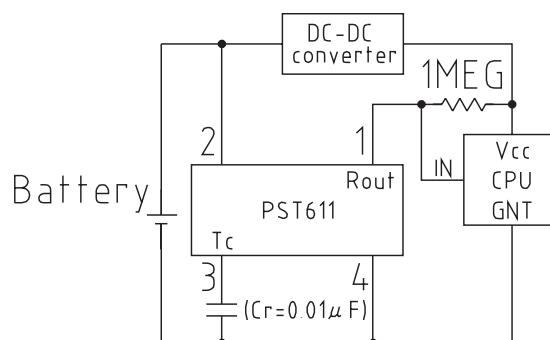 DC-DC
converter
1MEG
2
1
Rout
Vcc
IN
CPU
Battery
PST611
GNT
Tc
3
4
(Cr=0.01μF)